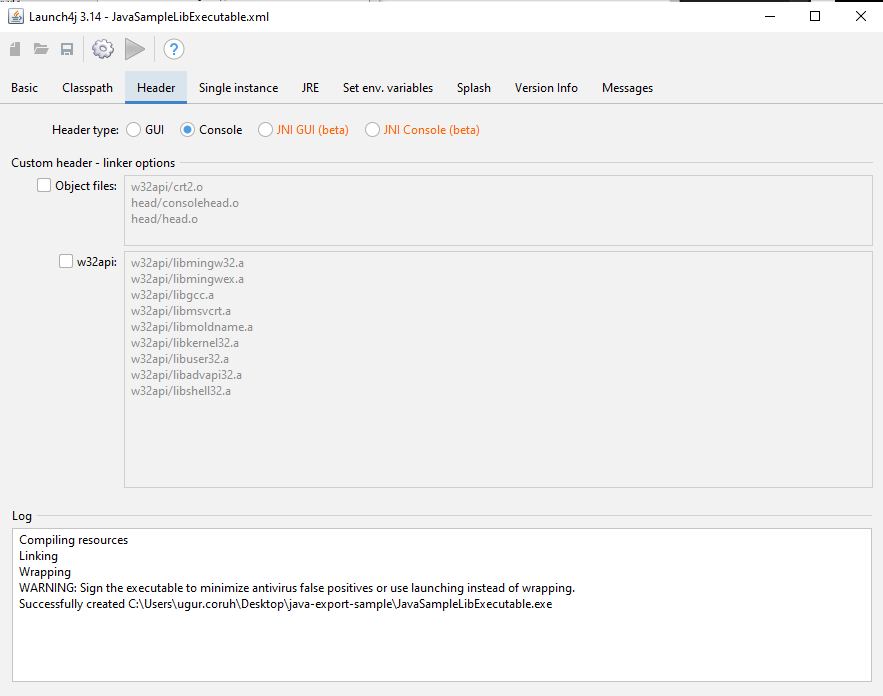 Launch4j 3.14 - JavaSampleLibExecutable.xml
?
Basic Classpath Header Single instance JRE Set env. variables Splash Version Info Messages
Header type: GUI Console JNI GUI (beta) JNI Console (beta)
Custom header - linker options
Object files: w32api/crt2.o
head/consolehead.o
head/head.o
w32api: w32api/libmingw32.a
w32api/libmingwex.a
w32api/libgcc.a
w32api/libmsvcrt.a
w32api/libmoldname.a
w32api/libkernel32.a
w32api/libuser32.a
w32api/libadvapi32.a
w32api/libshell32.a
Log
Compiling resources
Linking
Wrapping
WARNING: Sign the executable to minimize antivirus false positives or use launching instead of wrapping.
Successfully created C:\Users\ugur.coruh\Desktop\java-export-sample\JavaSampleLibExecutable.exe